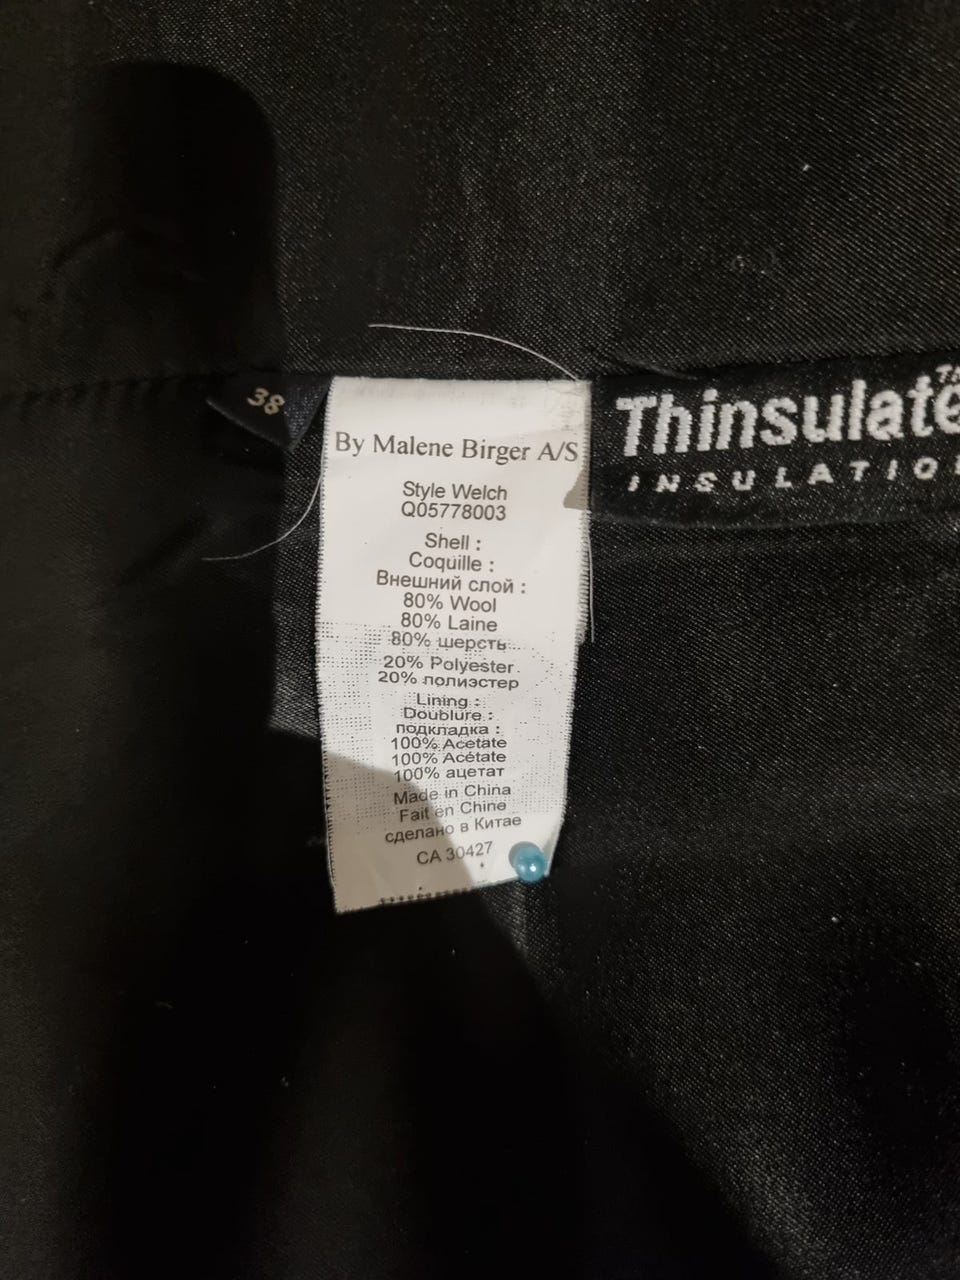 38
By Malene Birger A/S
Style Welch
Q05778003
Shell :
Coquille :
Внешний слой :
80% Wool
80% Laine
80% шерсть
20% Polyester
20% полиэстер
Lining :
Doublure :
подкладка :
100% Acetate
100% Acétate
100% ацетат
Made in China
Fait en Chine
сделано в Китае
CA 30427
Thinsulate
INSULATION